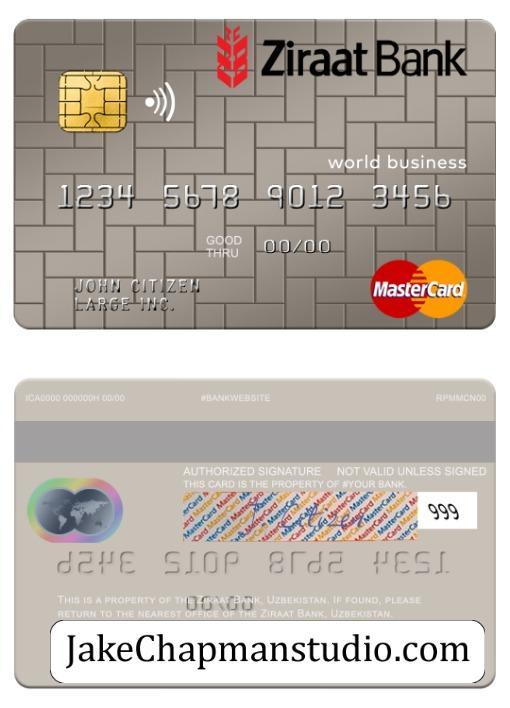 Ziraat Bank
world business
1234 5678 9012 3456
GOOD THRU 00/00
JOHN CITIZEN
LARGE INC.
MasterCard
ICA0000 000000H 00/00 #BANKWEBSITE RPMMCN00
AUTHORIZED SIGNATURE NOT VALID UNLESS SIGNED
THIS CARD IS THE PROPERTY OF #YOUR BANK.
999
THIS IS A PROPERTY OF THE ZIRAAT BANK, UZBEKISTAN. IF FOUND, PLEASE
RETURN TO THE NEAREST OFFICE OF THE ZIRAAT BANK, UZBEKISTAN.
JakeChapmanstudio.com